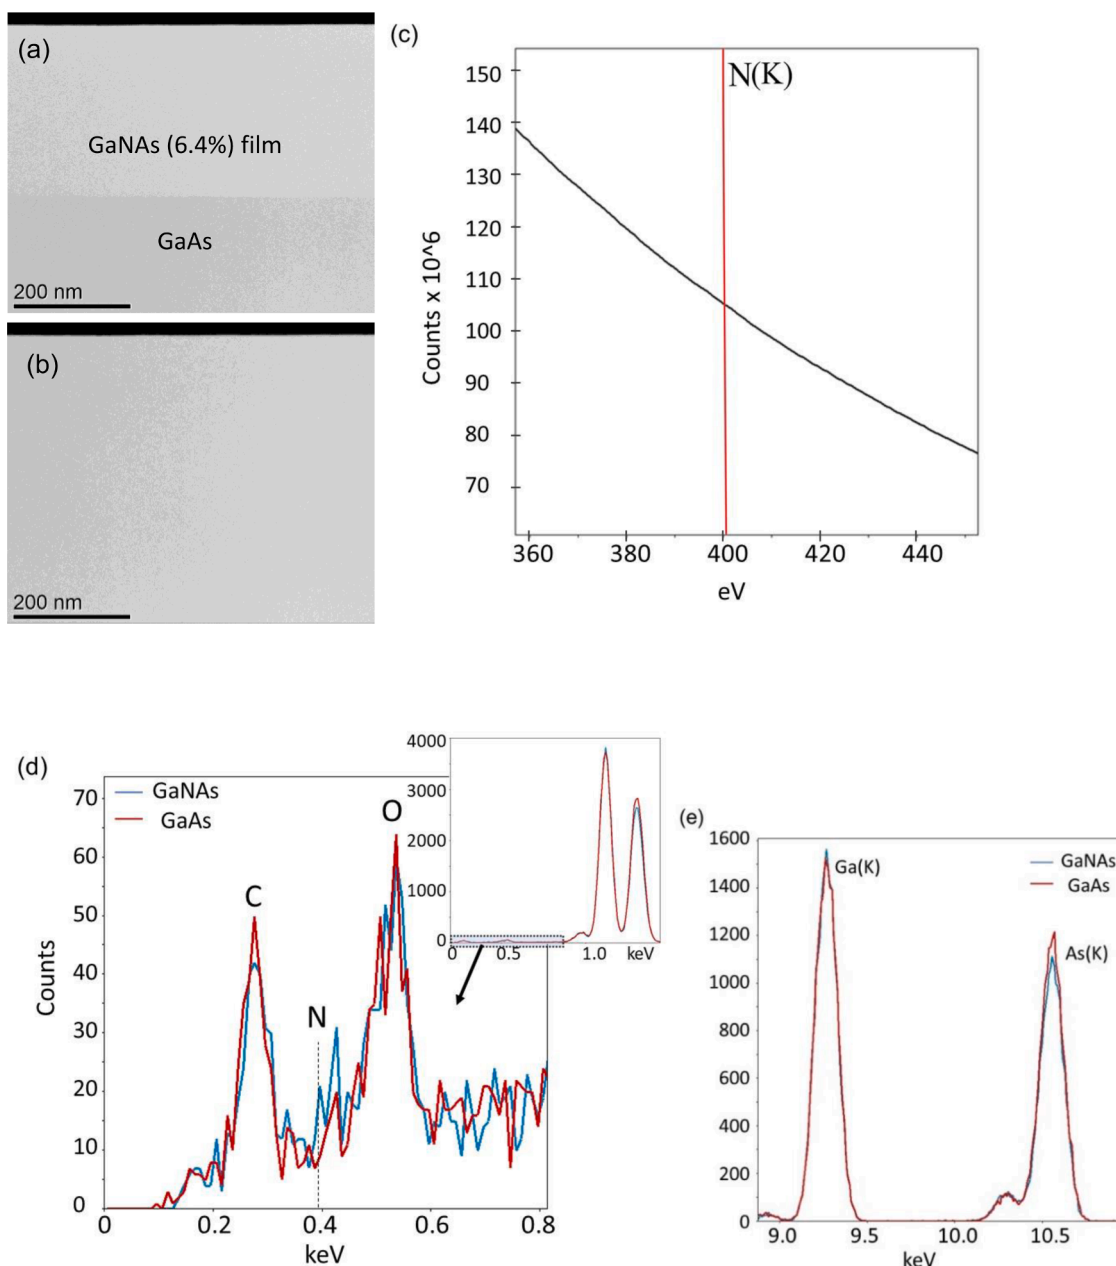 (a)
GaNAs (6.4%) film
GaAs
200 nm
(b)
200 nm
(c)
N(K)
150
140
130
120
110
100
90
80
70
Counts x 10^6
360 380 400 420 440
eV
(d)
GaNAs
GaAs
70
60
50
40
30
20
10
0
Counts
C
N
O
0.2 0.4 0.6 0.8
keV
4000
3000
2000
1000
0
0 0.5 1.0 keV
(e)
1600
1400
1200
1000
800
600
400
200
0
Ga(K)
As(K)
GaNAs
GaAs
9.0 9.5 10.0 10.5
keV